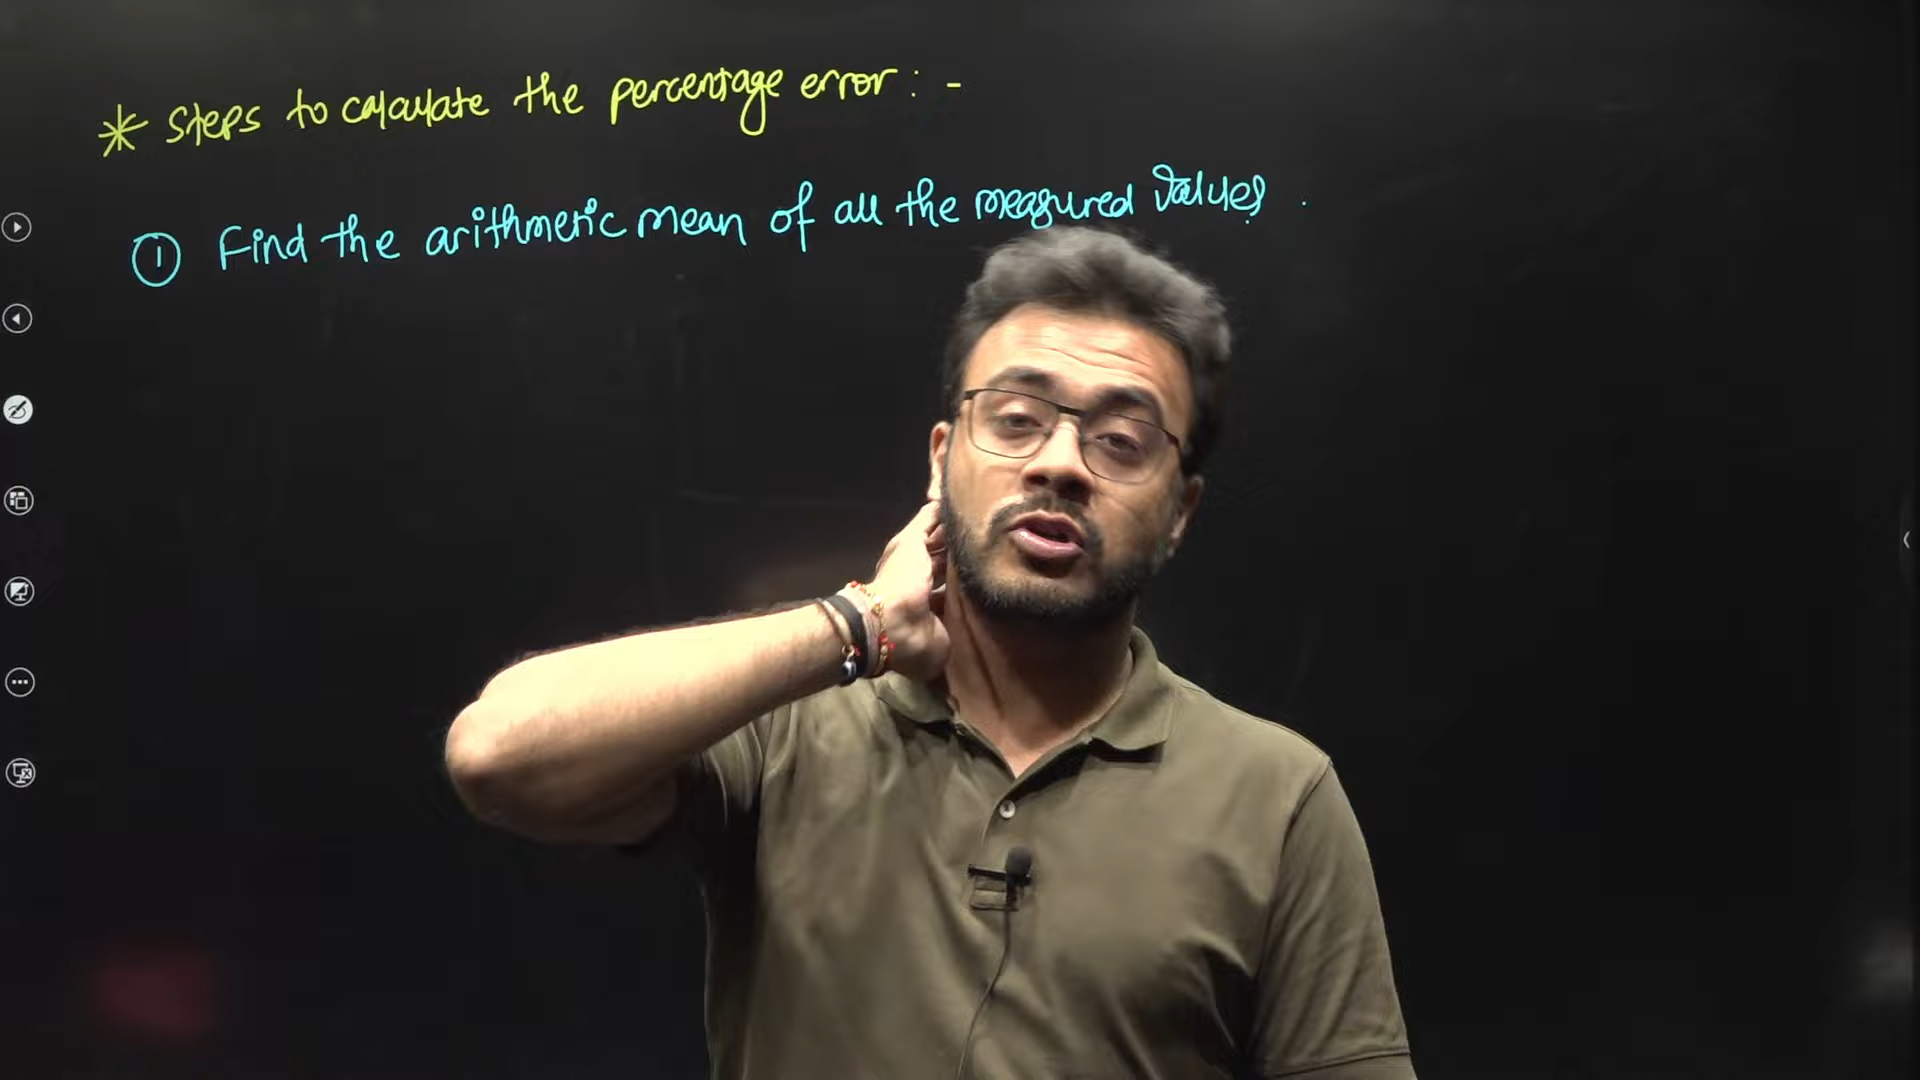 * Steps to calculate the percentage error : -
① Find the arithmetic mean of all the measured values .